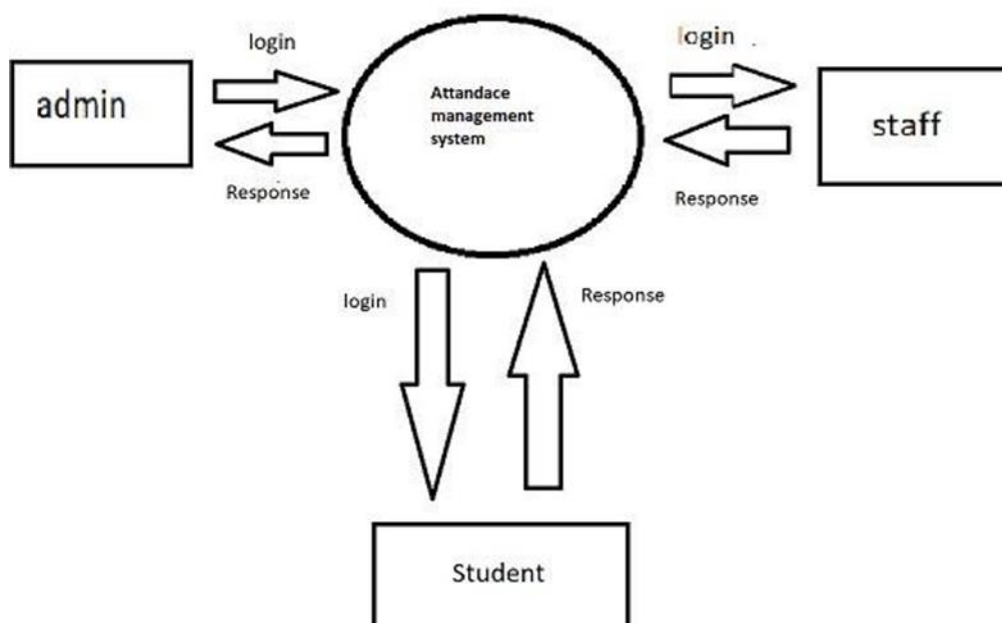 login
login
admin
Attandace
management
system
staff
Response
Response
login
Response
Student